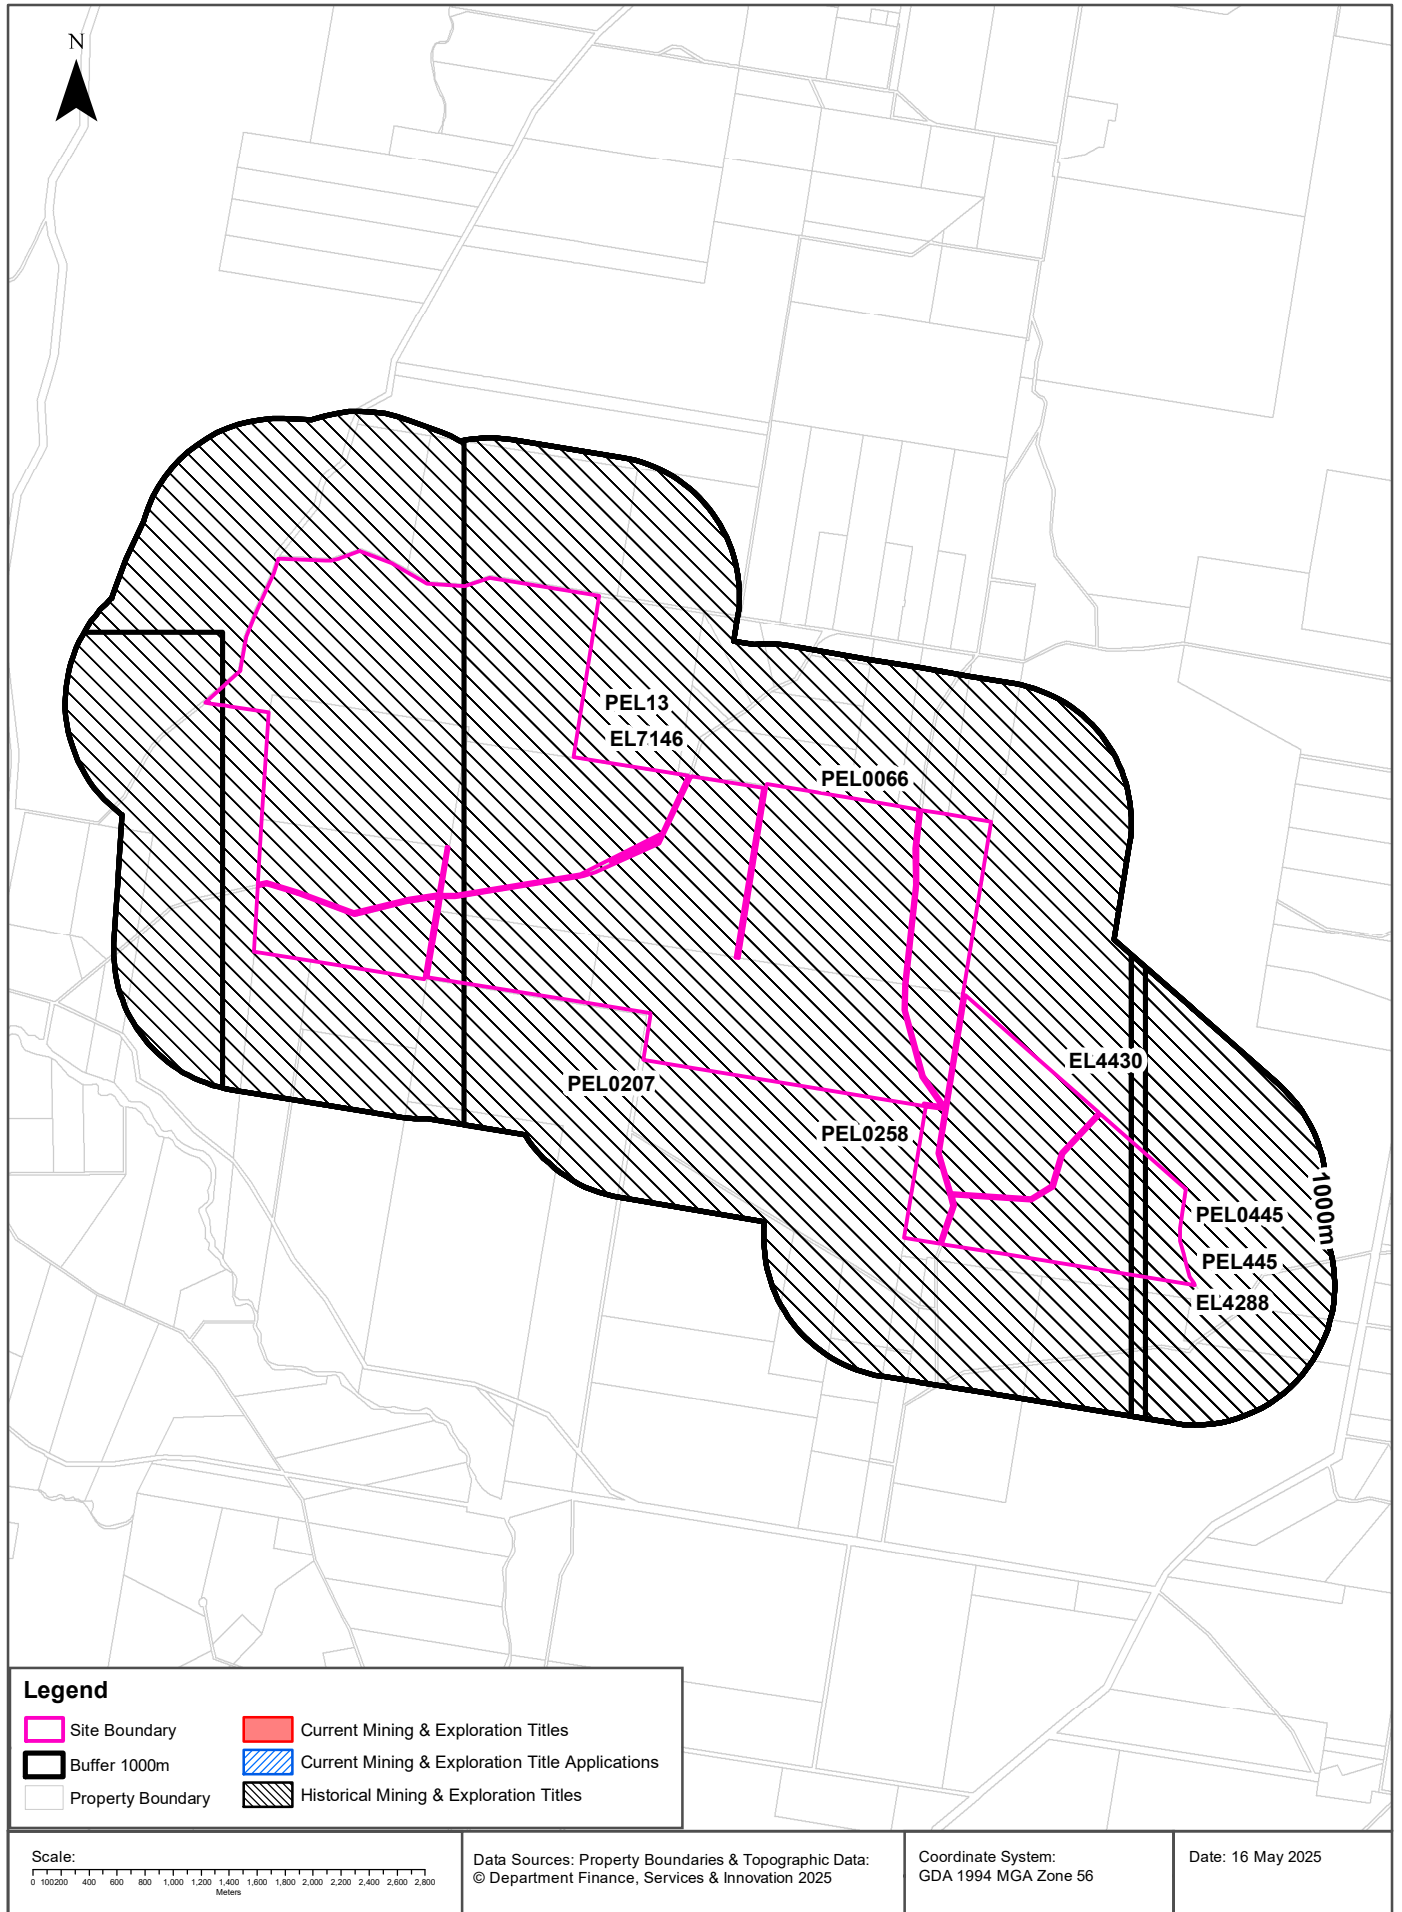 N
PEL13
EL7146
PEL0066
EL4430
PEL0207
PEL0258
1000m
PEL0445
PEL445
EL4288
Legend
Site Boundary
Buffer 1000m
Property Boundary
Current Mining & Exploration Titles
Current Mining & Exploration Title Applications
Historical Mining & Exploration Titles
Scale:
0 100200 400 600 800 1,000 1,200 1,400 1,600 1,800 2,000 2,200 2,400 2,600 2,800
Meters
Data Sources: Property Boundaries & Topographic Data:
© Department Finance, Services & Innovation 2025
Coordinate System:
GDA 1994 MGA Zone 56
Date: 16 May 2025